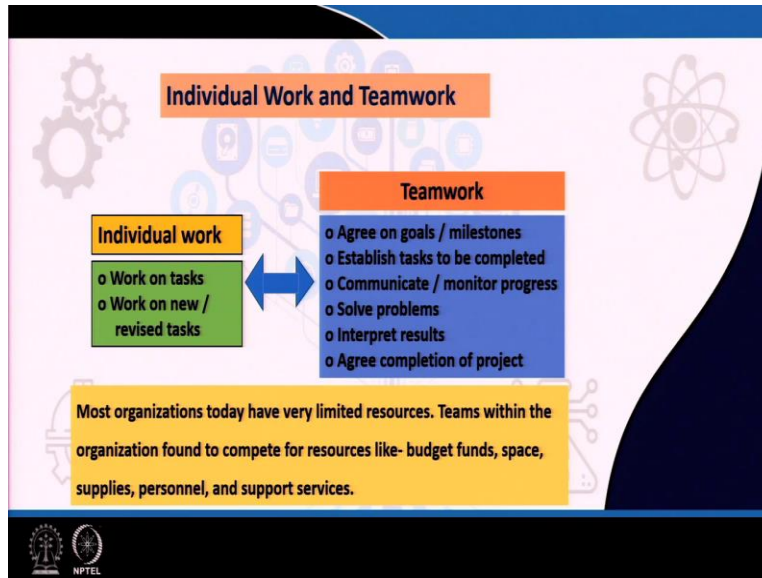 Individual Work and Teamwork
Individual work
o Work on tasks
o Work on new /
revised tasks
Teamwork
o Agree on goals / milestones
o Establish tasks to be completed
o Communicate / monitor progress
o Solve problems
o Interpret results
o Agree completion of project
Most organizations today have very limited resources. Teams within the
organization found to compete for resources like- budget funds, space,
supplies, personnel, and support services.
NPTEL